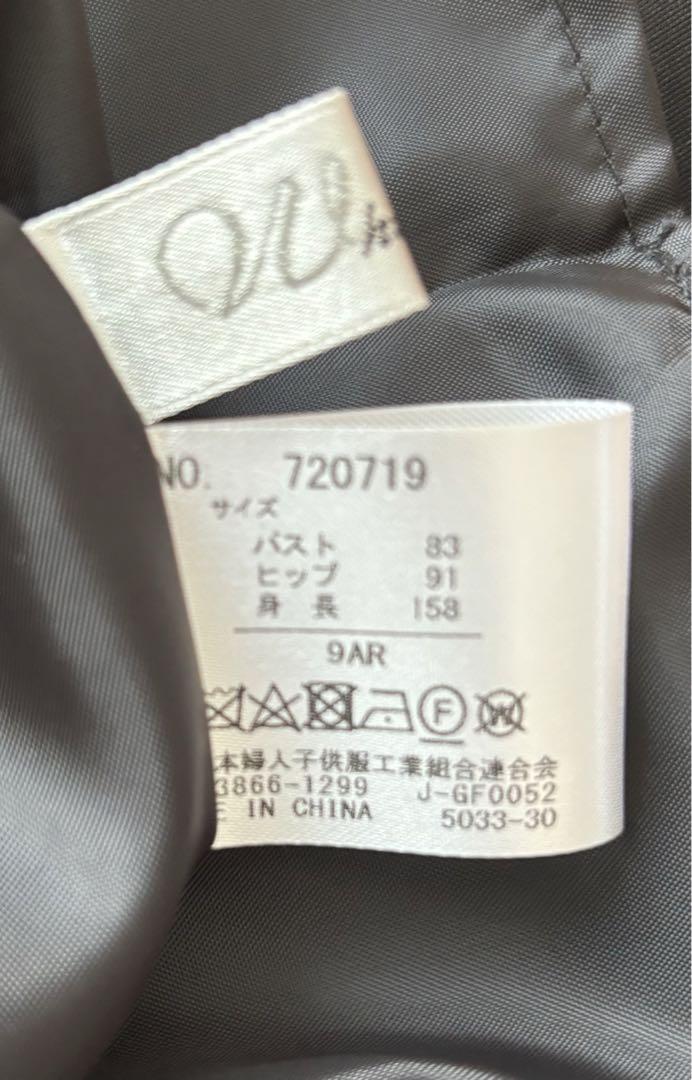 NO. 720719
サイズ
バスト 83
ヒップ 91
身長 158
9AR
F W
本婦人子供服工業組合連合会
3866-1299 J-GF0052
E IN CHINA 5033-30